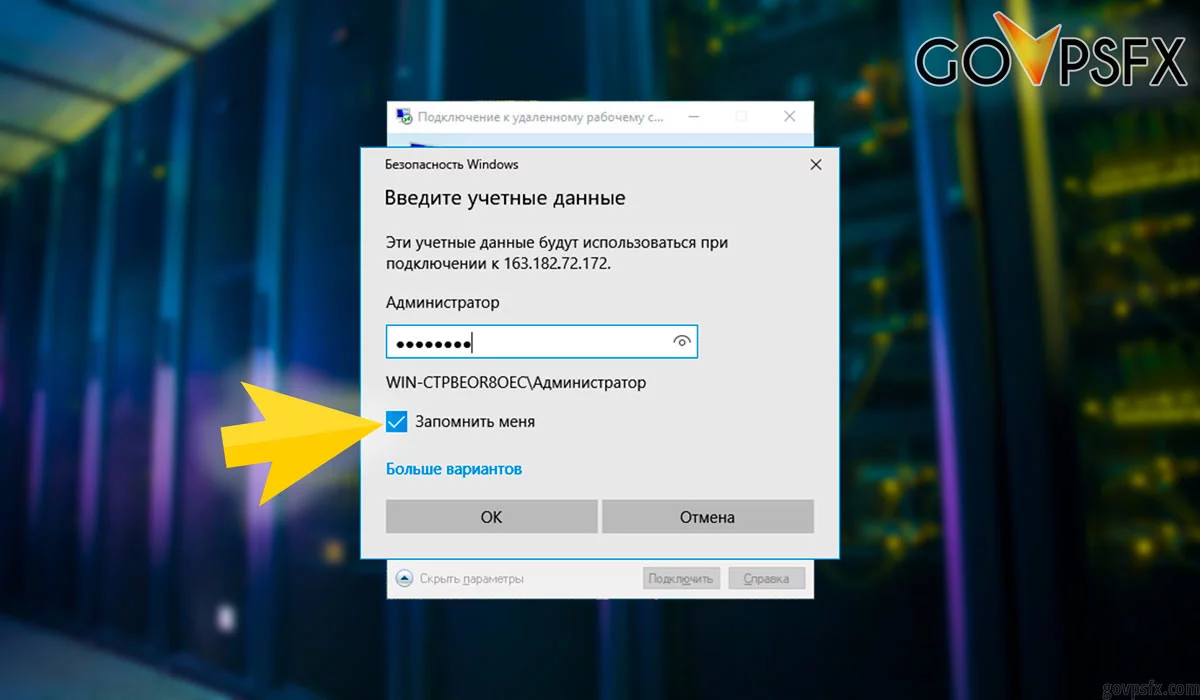 GOVPSFX
Подключение к удаленному рабочему с...
Безопасность Windows
Введите учетные данные
Эти учетные данные будут использоваться при
подключении к 163.182.72.172.
Администратор
WIN-CTPBEOR8OEC\Администратор
Запомнить меня
Больше вариантов
ОК
Отмена
Скрыть параметры
Подключить
Справка
govpsfx.com